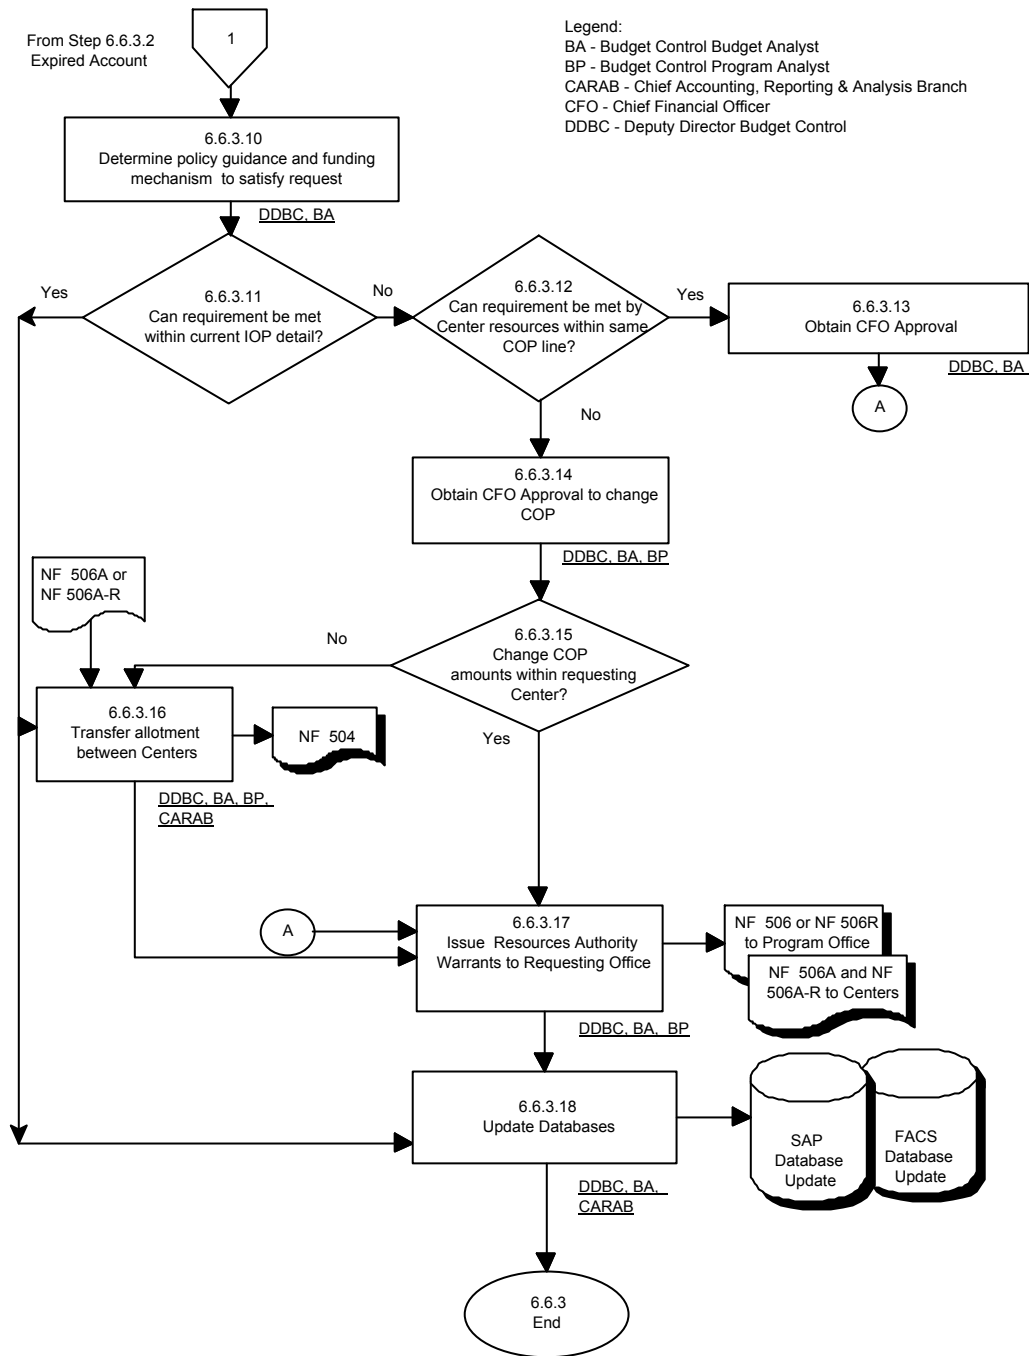 From Step 6.6.3.2
Expired Account
1
Legend:
BA - Budget Control Budget Analyst
BP - Budget Control Program Analyst
CARAB - Chief Accounting, Reporting & Analysis Branch
CFO - Chief Financial Officer
DDBC - Deputy Director Budget Control
6.6.3.10
Determine policy guidance and funding
mechanism to satisfy request
DDBC, BA
Yes
6.6.3.11
Can requirement be met
within current IOP detail?
No
6.6.3.12
Can requirement be met by
Center resources within same
COP line?
Yes
6.6.3.13
Obtain CFO Approval
DDBC, BA
A
No
6.6.3.14
Obtain CFO Approval to change
COP
DDBC, BA, BP
NF 506A or
NF 506A-R
No
6.6.3.15
Change COP
amounts within requesting
Center?
Yes
6.6.3.16
Transfer allotment
between Centers
NF 504
DDBC, BA, BP,
CARAB
A
6.6.3.17
Issue Resources Authority
Warrants to Requesting Office
NF 506 or NF 506R
to Program Office
NF 506A and NF
506A-R to Centers
DDBC, BA, BP
6.6.3.18
Update Databases
SAP
Database
Update
FACS
Database
Update
DDBC, BA,
CARAB
6.6.3
End